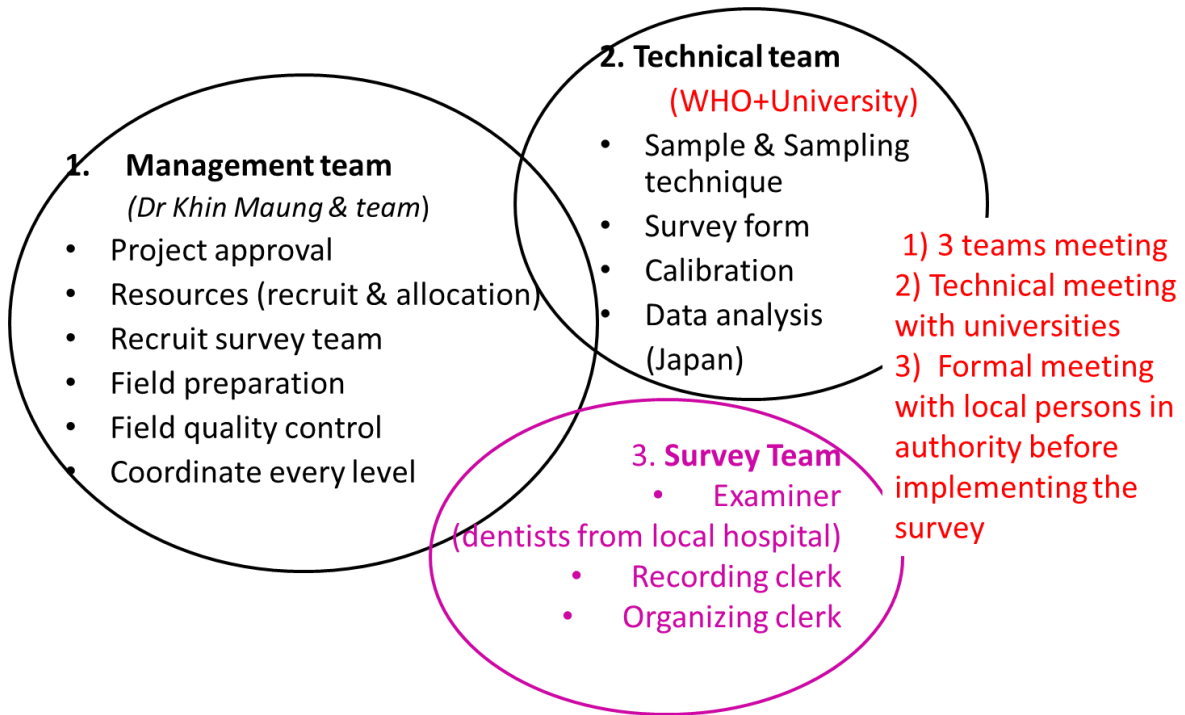 1. Management team
(Dr Khin Maung & team)
• Project approval
• Resources (recruit & allocation)
• Recruit survey team
• Field preparation
• Field quality control
• Coordinate every level
2. Technical team
(WHO+University)
• Sample & Sampling
technique
• Survey form
• Calibration
• Data analysis
(Japan)
3. Survey Team
• Examiner
(dentists from local hospital)
• Recording clerk
• Organizing clerk
1) 3 teams meeting
2) Technical meeting
with universities
3) Formal meeting
with local persons in
authority before
implementing the
survey